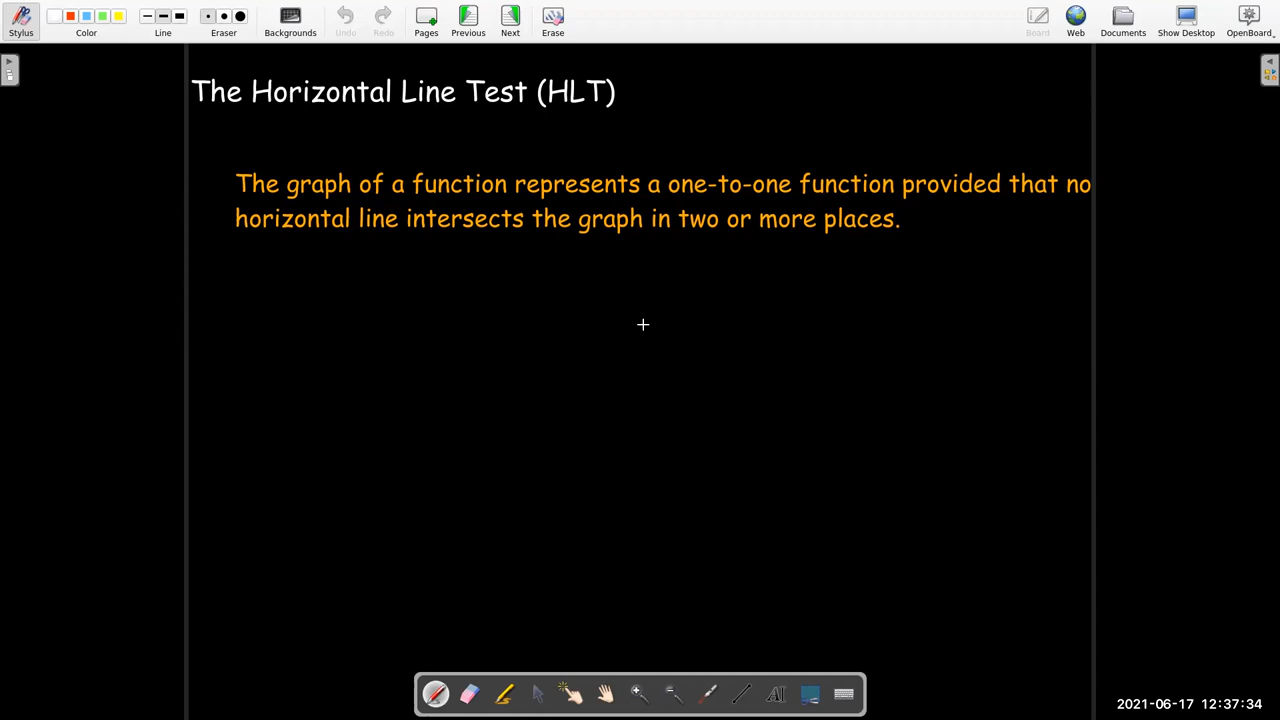 Stylus Color Line Eraser Backgrounds Undo Redo Pages Previous Next Erase Board Web Documents Show Desktop OpenBoard
The Horizontal Line Test (HLT)
The graph of a function represents a one-to-one function provided that no
horizontal line intersects the graph in two or more places.
AI
2021-06-17 12:37:34